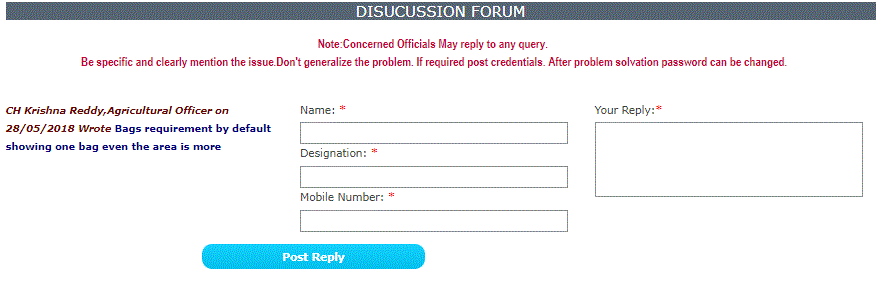 DISUCUSSION FORUM
Note:Concerned Officials May reply to any query.
Be specific and clearly mention the issue.Don't generalize the problem. If required post credentials. After problem solvation password can be changed.
CH Krishna Reddy,Agricultural Officer on
28/05/2018 Wrote Bags requirement by default
showing one bag even the area is more
Name: *
Designation: *
Mobile Number: *
Your Reply:*
Post Reply